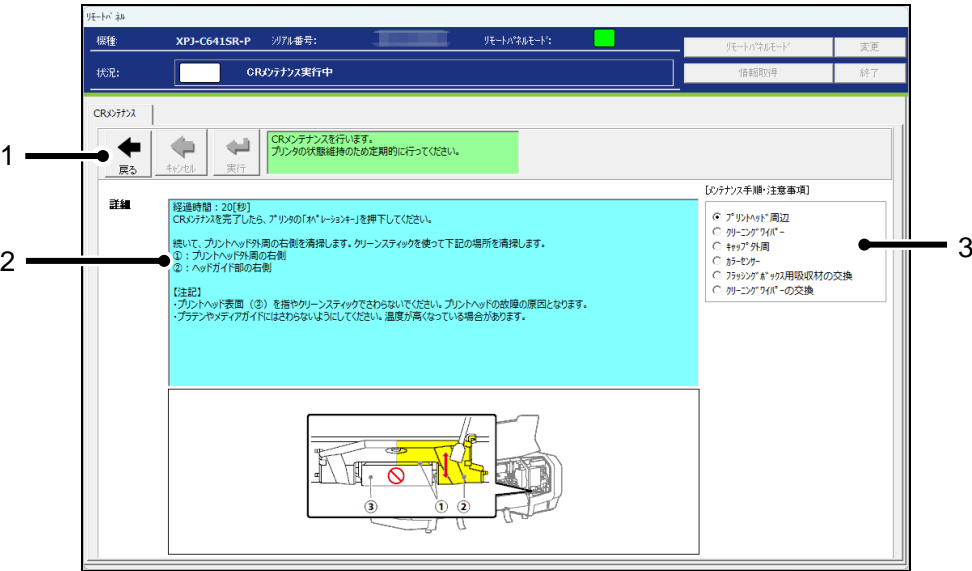 ﾘﾓｰﾄﾊﾟﾈﾙ
機種:
XPJ-C641SR-P
ｼﾘｱﾙ番号:
ﾘﾓｰﾄﾊﾟﾈﾙﾓｰﾄﾞ:
ﾘﾓｰﾄﾊﾟﾈﾙﾓｰﾄﾞ
変更
状況:
CRﾒﾝﾃﾅﾝｽ実行中
情報取得
終了
CRﾒﾝﾃﾅﾝｽ
1
戻る
ｷｬﾝｾﾙ
実行
CRメンテナンスを行います。
プリンタの状態維持のため定期的に行ってください。
[ﾒﾝﾃﾅﾝｽ手順・注意事項]
詳細
経過時間：20[秒]
CRﾒﾝﾃﾅﾝｽを完了したら、ﾌﾟﾘﾝﾀの「ｵﾍﾟﾚｰｼｮﾝｷｰ」を押下してください。
続いて、プリントヘッド外周の右側を清掃します。クリーンスティックを使って下記の場所を清掃します。
①：プリントヘッド外周の右側
②：ヘッドガイド部の右側
【注記】
・プリントヘッド表面（③）を指やクリーンスティックでさわらないでください。プリントヘッドの故障の原因となります。
・プラテンやメディアガイドにはさわらないようにしてください。温度が高くなっている場合があります。
2
ﾌﾟﾘﾝﾄﾍｯﾄﾞ周辺
ｸﾘｰﾆﾝｸﾞﾜｲﾊﾟｰ
ｷｬｯﾌﾟ外周
ｶﾗｰｾﾝｻｰ
ﾌﾗｯｼﾝｸﾞﾎﾞｯｸｽ用吸収材の交換
ｸﾘｰﾆﾝｸﾞﾜｲﾊﾟｰの交換
3
③ ① ②